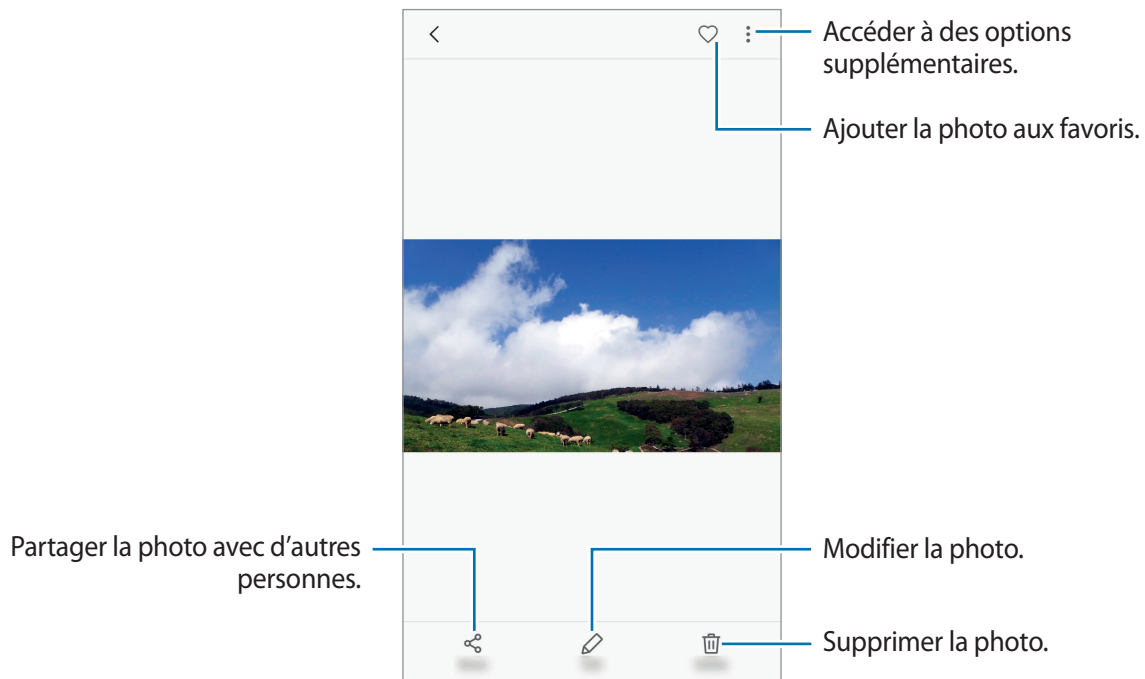 Accéder à des options
supplémentaires.
Ajouter la photo aux favoris.
Partager la photo avec d’autres
personnes.
Modifier la photo.
Supprimer la photo.